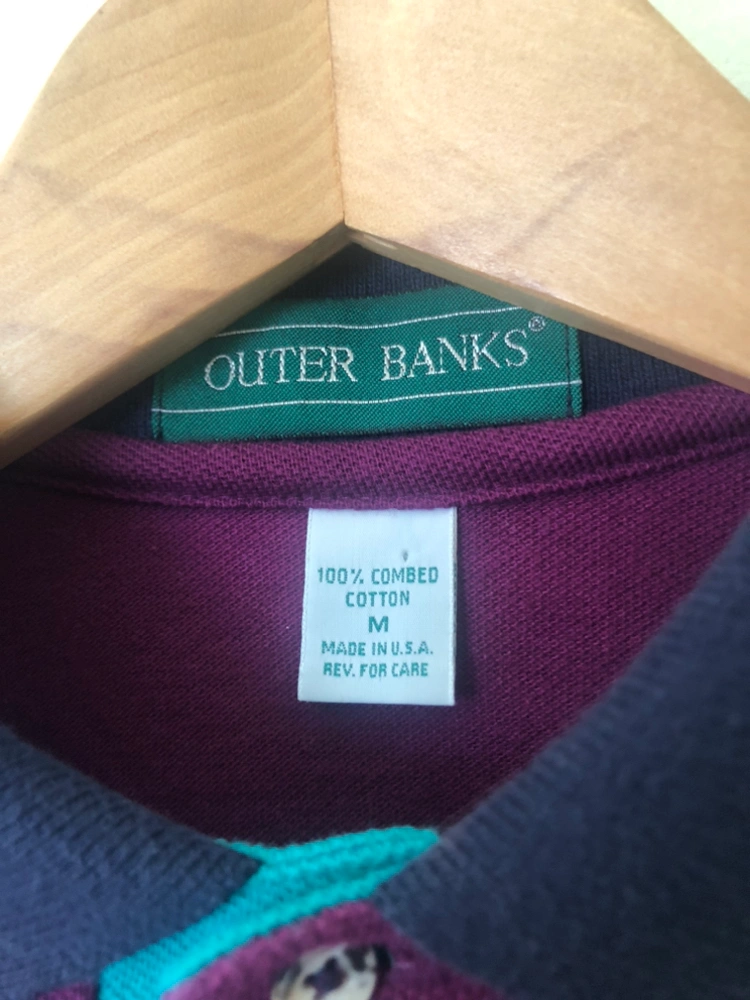 OUTER BANKS®
100% COMBED
COTTON
M
MADE IN U.S.A.
REV. FOR CARE